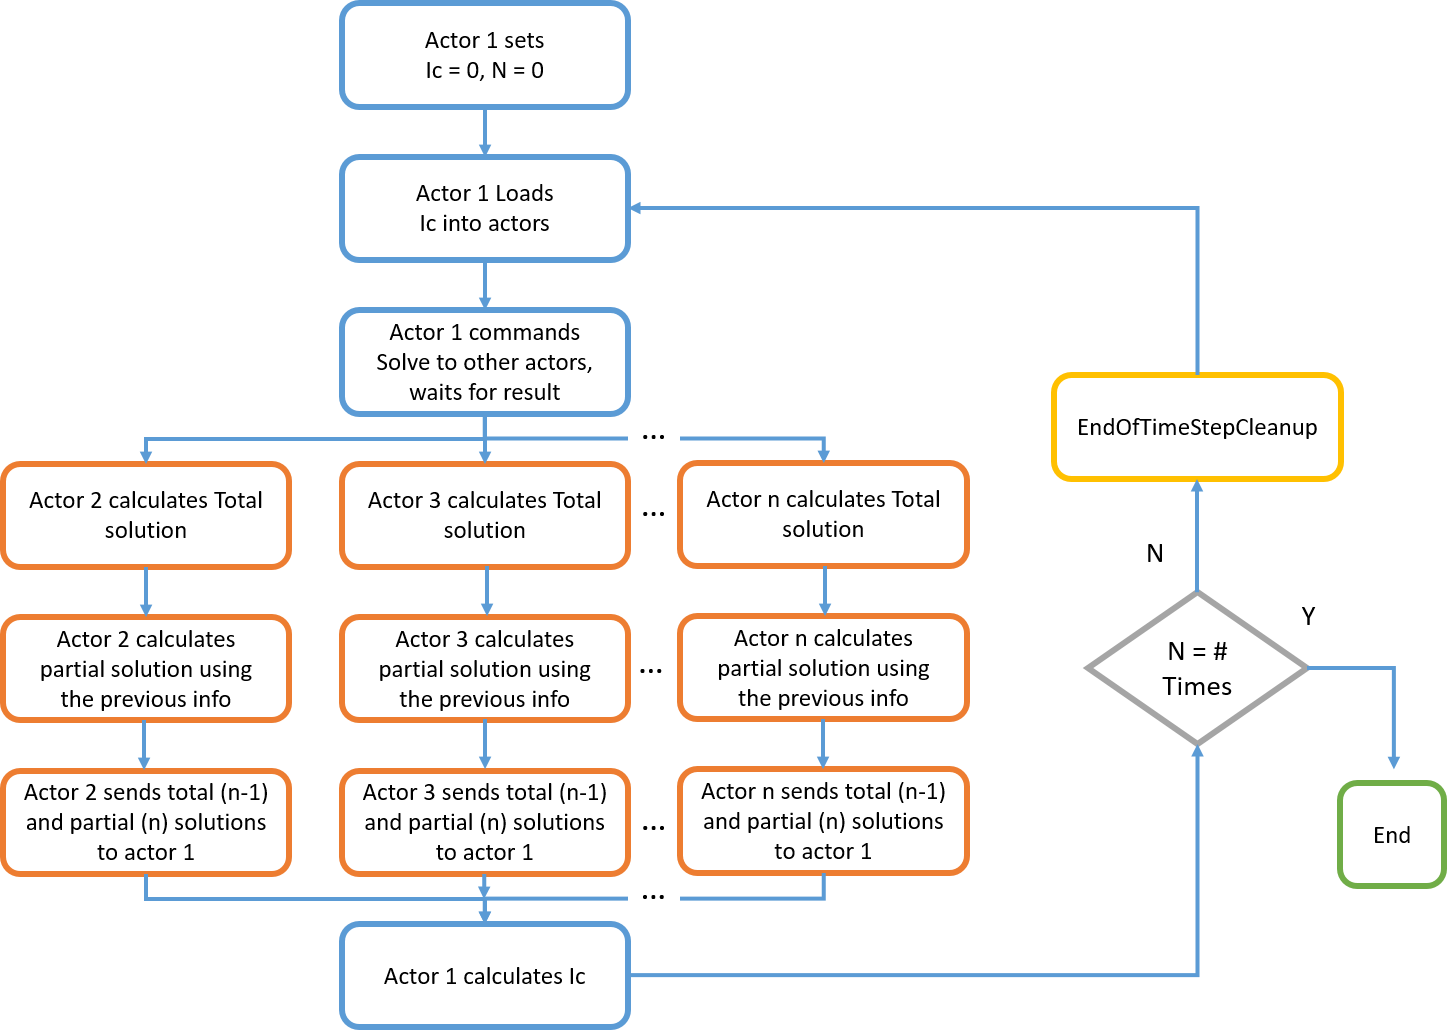 Actor 1 sets
Ic = 0, N = 0
Actor 1 Loads
Ic into actors
Actor 1 commands
Solve to other actors,
waits for result
...
Actor 2 calculates Total
solution
Actor 3 calculates Total
solution
...
Actor n calculates Total
solution
Actor 2 calculates
partial solution using
the previous info
Actor 3 calculates
partial solution using
the previous info
...
Actor n calculates
partial solution using
the previous info
Actor 2 sends total (n-1)
and partial (n) solutions
to actor 1
Actor 3 sends total (n-1)
and partial (n) solutions
to actor 1
...
Actor n sends total (n-1)
and partial (n) solutions
to actor 1
...
Actor 1 calculates Ic
N = #
Times
N
Y
EndOfTimeStepCleanup
End